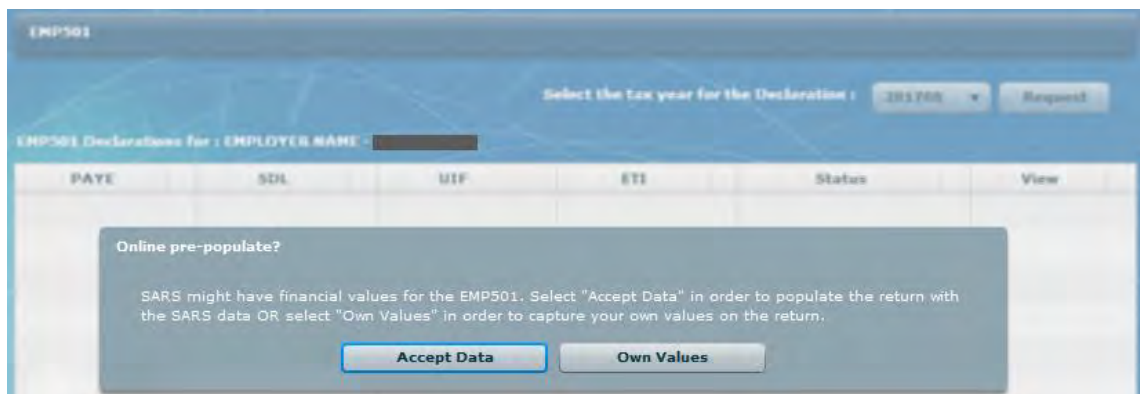 EMP501
Select the tax year for the Declaration : 201708 Request
EMP501 Declarations for : EMPLOYER NAME -
PAYE SDL UIF ETI Status View
Online pre-populate?
SARS might have financial values for the EMP501. Select "Accept Data" in order to populate the return with
the SARS data OR select "Own Values" in order to capture your own values on the return.
Accept Data Own Values